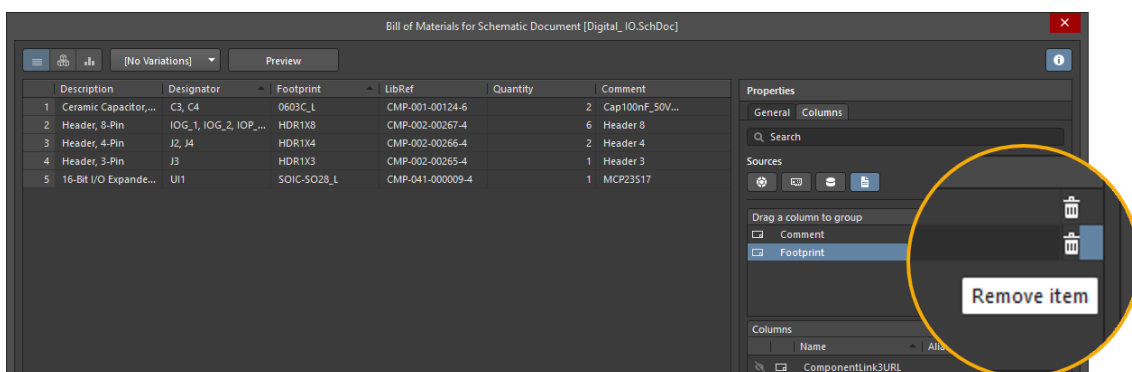 Bill of Materials for Schematic Document [Digital_ IO.SchDoc]
[No Variations] Preview
Description Designator Footprint LibRef Quantity Comment
1 Ceramic Capacitor,... C3, C4 0603C_L CMP-001-00124-6 2 Cap100nF_50V...
2 Header, 8-Pin IOG_1, IOG_2, IOP_... HDR1X8 CMP-002-00267-4 6 Header 8
3 Header, 4-Pin J2, J4 HDR1X4 CMP-002-00266-4 2 Header 4
4 Header, 3-Pin J3 HDR1X3 CMP-002-00265-4 1 Header 3
5 16-Bit I/O Expande... UI1 SOIC-SO28_L CMP-041-000009-4 1 MCP23S17
Properties
General Columns
Search
Sources
Drag a column to group
Comment
Footprint
Remove item
Columns
Name Alia
ComponentLink3URL